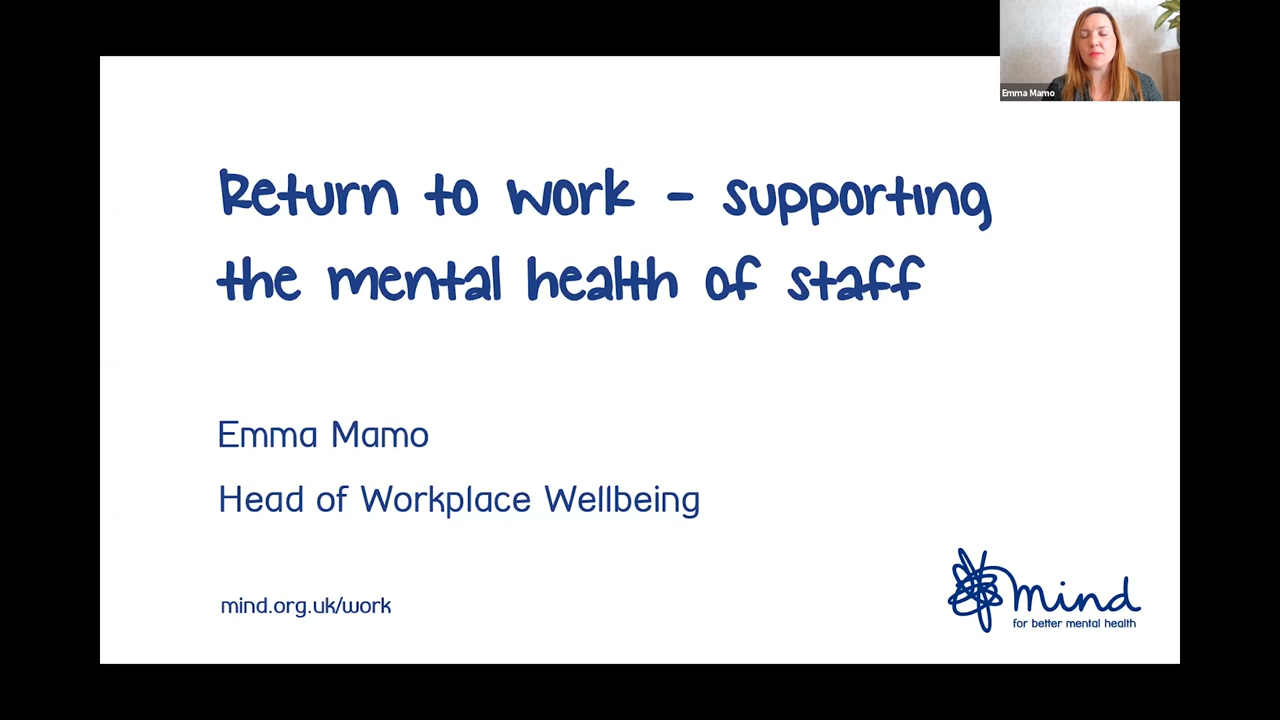 Emma Mamo
Return to work - supporting
the mental health of staff
Emma Mamo
Head of Workplace Wellbeing
mind.org.uk/work
mind
for better mental health